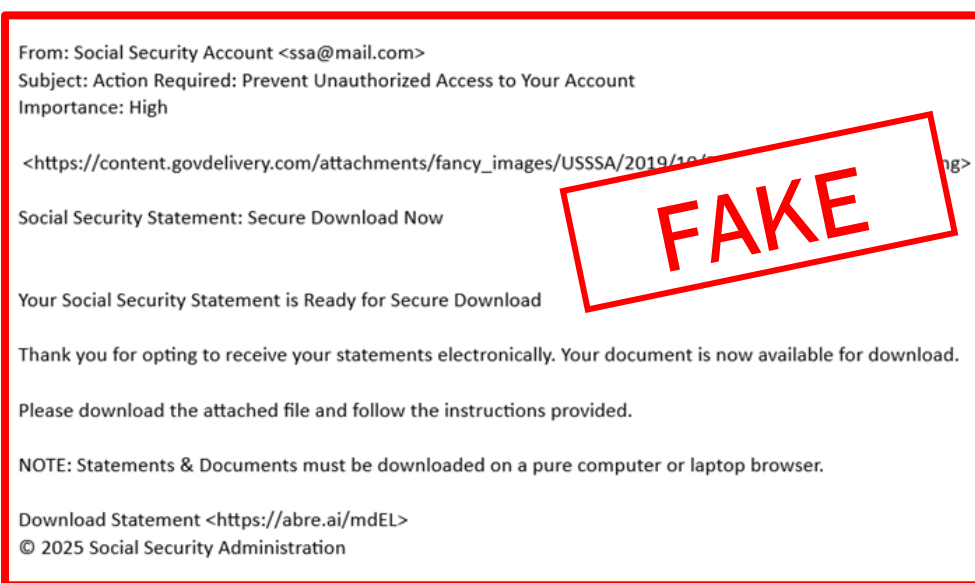 From: Social Security Account <ssa@mail.com>
Subject: Action Required: Prevent Unauthorized Access to Your Account
Importance: High
<https://content.govdelivery.com/attachments/fancy_images/USSSA/2019/10/ ng>
FAKE
Social Security Statement: Secure Download Now
Your Social Security Statement is Ready for Secure Download
Thank you for opting to receive your statements electronically. Your document is now available for download.
Please download the attached file and follow the instructions provided.
NOTE: Statements & Documents must be downloaded on a pure computer or laptop browser.
Download Statement <https://abre.ai/mdEL>
© 2025 Social Security Administration